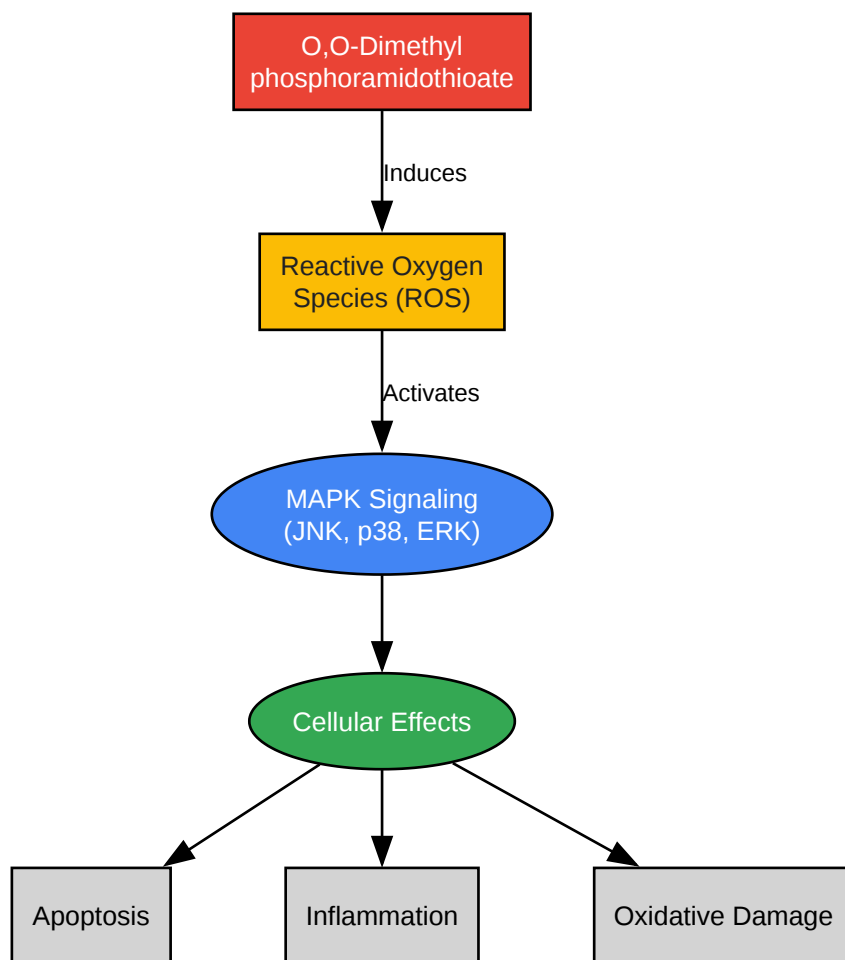 O,O-Dimethyl
phosphoramidothioate
Induces
Reactive Oxygen
Species (ROS)
Activates
MAPK Signaling
(JNK, p38, ERK)
Cellular Effects
Apoptosis
Inflammation
Oxidative Damage